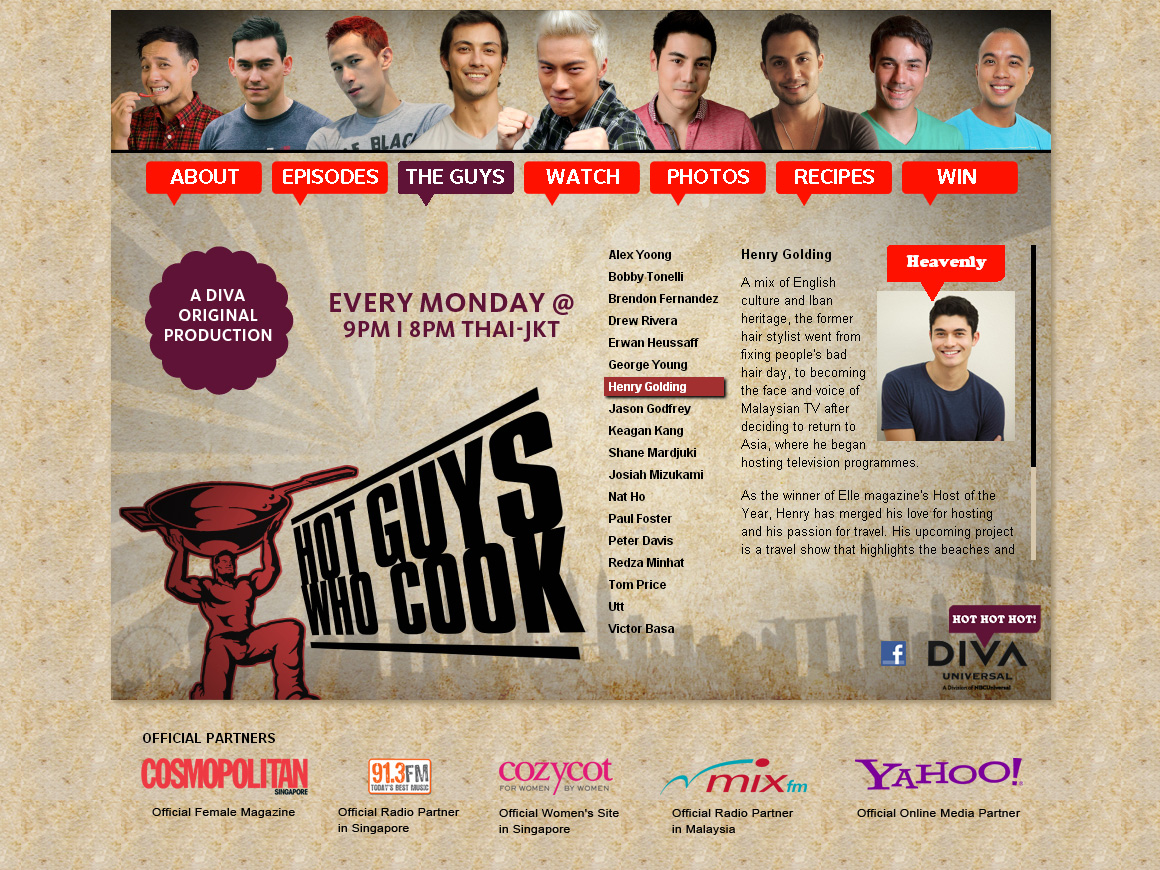 BLAC
ABOUT
EPISODES
THE GUYS
WATCH
PHOTOS
RECIPES
WIN
A DIVA
ORIGINAL
PRODUCTION
EVERY MONDAY @
9PM I 8PM THAI-JKT
HOT GUYS
WHO COOK
Alex Yoong
Bobby Tonelli
Brendon Fernandez
Drew Rivera
Erwan Heussaff
George Young
Henry Golding
Jason Godfrey
Keagan Kang
Shane Mardjuki
Josiah Mizukami
Nat Ho
Paul Foster
Peter Davis
Redza Minhat
Tom Price
Utt
Victor Basa
Henry Golding
Heavenly
A mix of English
culture and Iban
heritage, the former
hair stylist went from
fixing people's bad
hair day, to becoming
the face and voice of
Malaysian TV after
deciding to return to
Asia, where he began
hosting television programmes.
As the winner of Elle magazine's Host of the
Year, Henry has merged his love for hosting
and his passion for travel. His upcoming project
is a travel show that highlights the beaches and
HOT HOT HOT!
f
DIVA
UNIVERSAL
A Division of NBCUniversal
OFFICIAL PARTNERS
COSMOPOLITAN
SINGAPORE
Official Female Magazine
91.3FM
TODAY'S BEST MUSIC
Official Radio Partner
in Singapore
cozycot
FOR WOMEN BY WOMEN
Official Women's Site
in Singapore
mix fm
Official Radio Partner
in Malaysia
YAHOO!
Official Online Media Partner